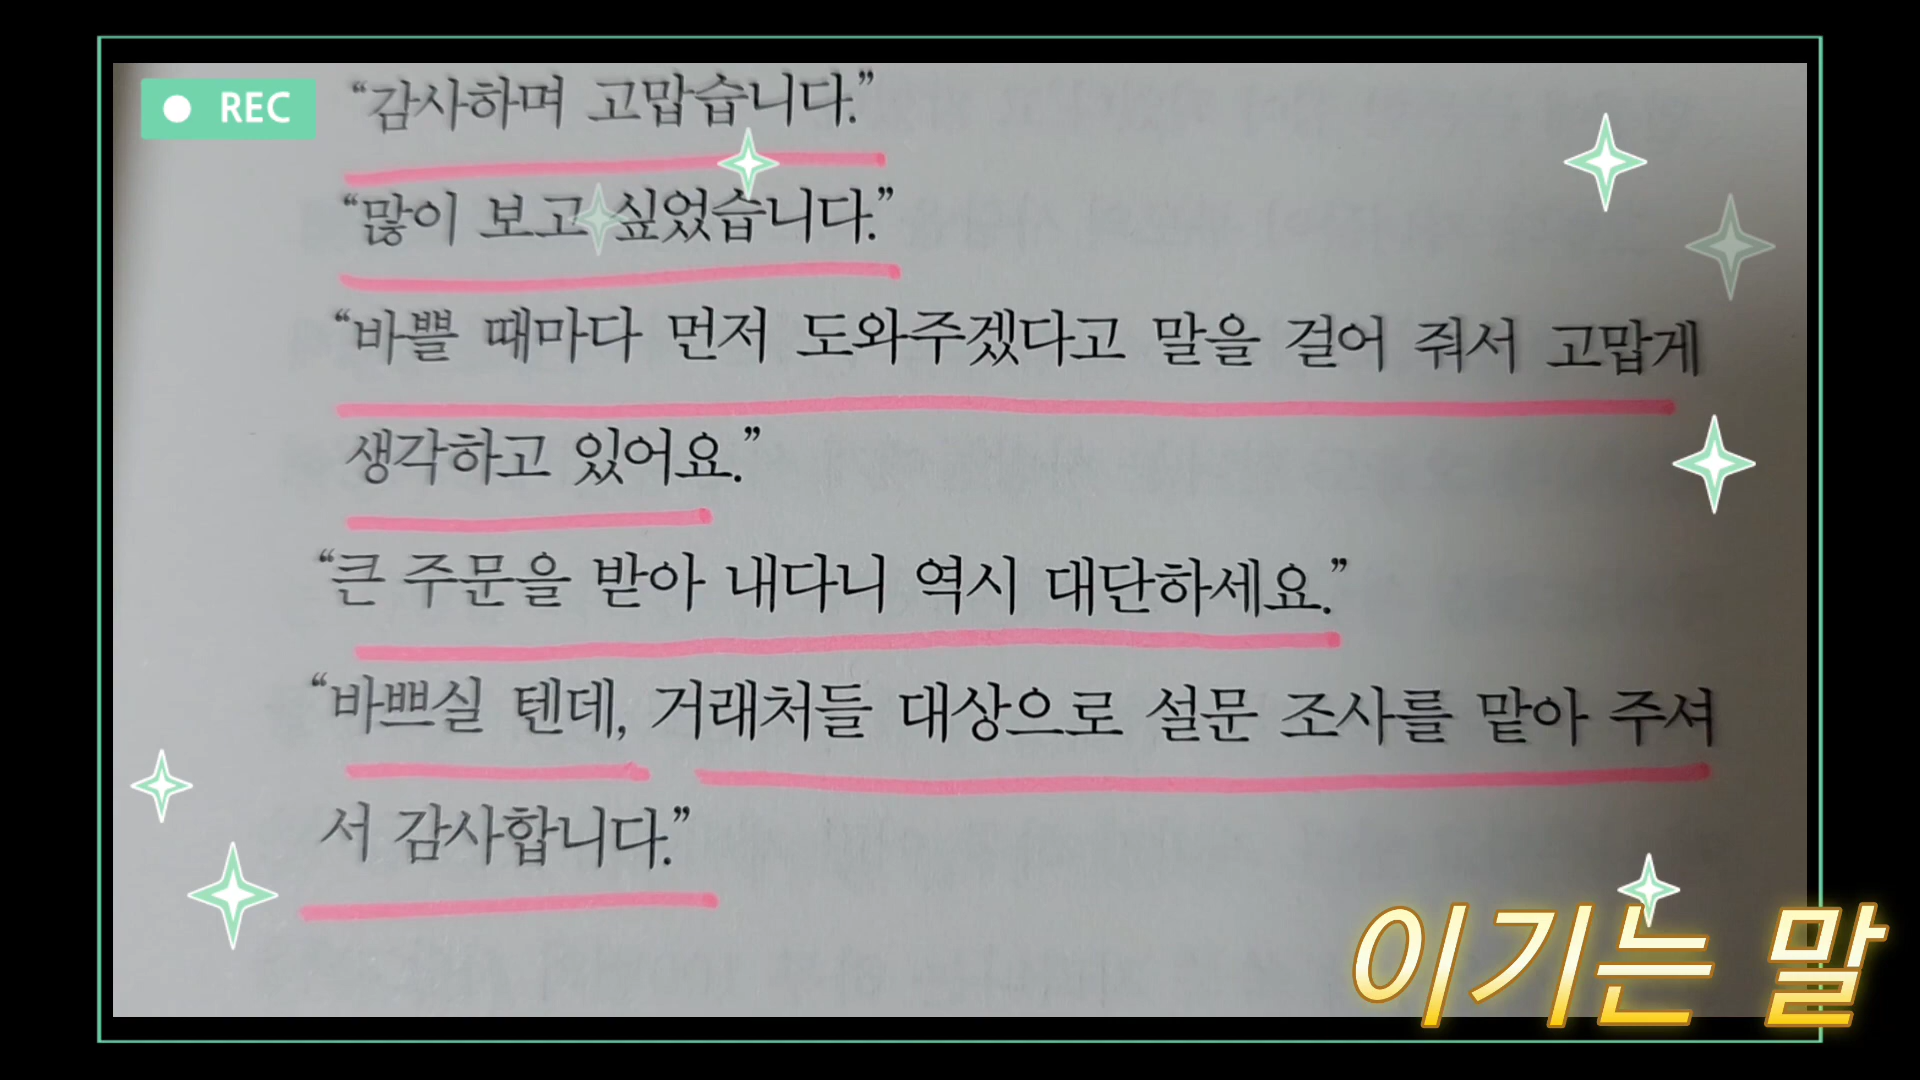 REC
“감사하며 고맙습니다.”
“많이 보고 싶었습니다.”
“바쁠 때마다 먼저 도와주겠다고 말을 걸어 줘서 고맙게
생각하고 있어요.”
“큰 주문을 받아 내다니 역시 대단하세요.”
“바쁘실 텐데, 거래처들 대상으로 설문 조사를 맡아 주셔
서 감사합니다.”
이기는 말